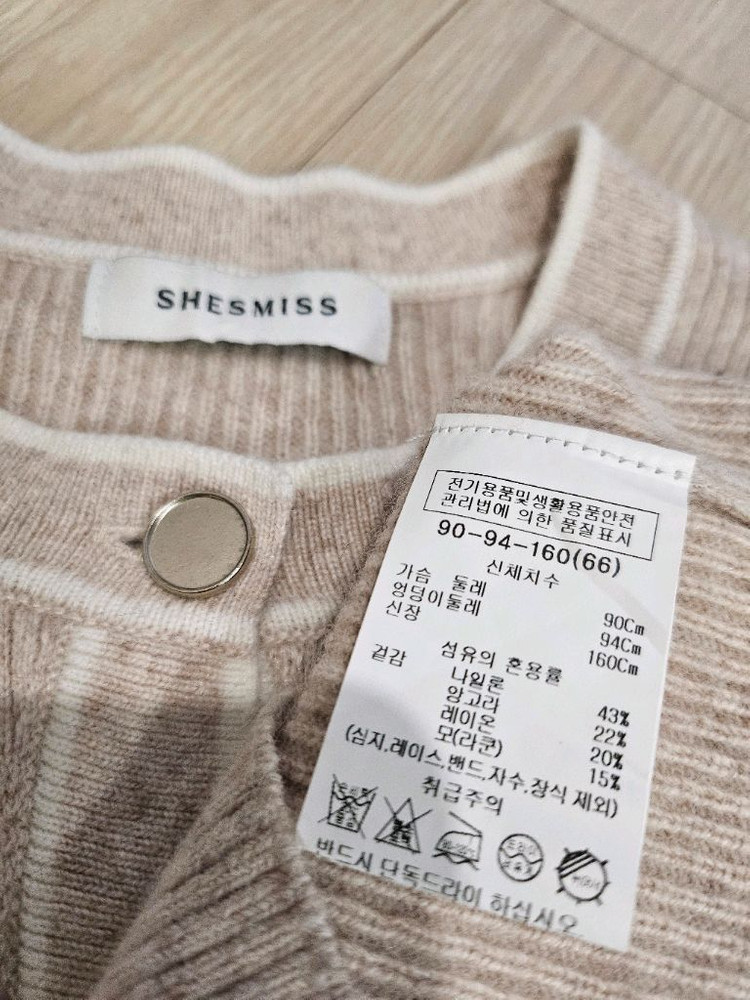 SHESMISS
전기용품및생활용품안전
관리법에 의한 품질표시
90-94-160(66)
신체치수
가슴 둘레 90Cm
엉덩이둘레 94Cm
신장 160Cm
섬유의 혼용률
겉감 나일론 43%
앙고라 22%
레이온 20%
모(라쿤) 15%
(심지,레이스,밴드,자수,장식 제외)
취급주의
반드시 단독드라이 하십시오